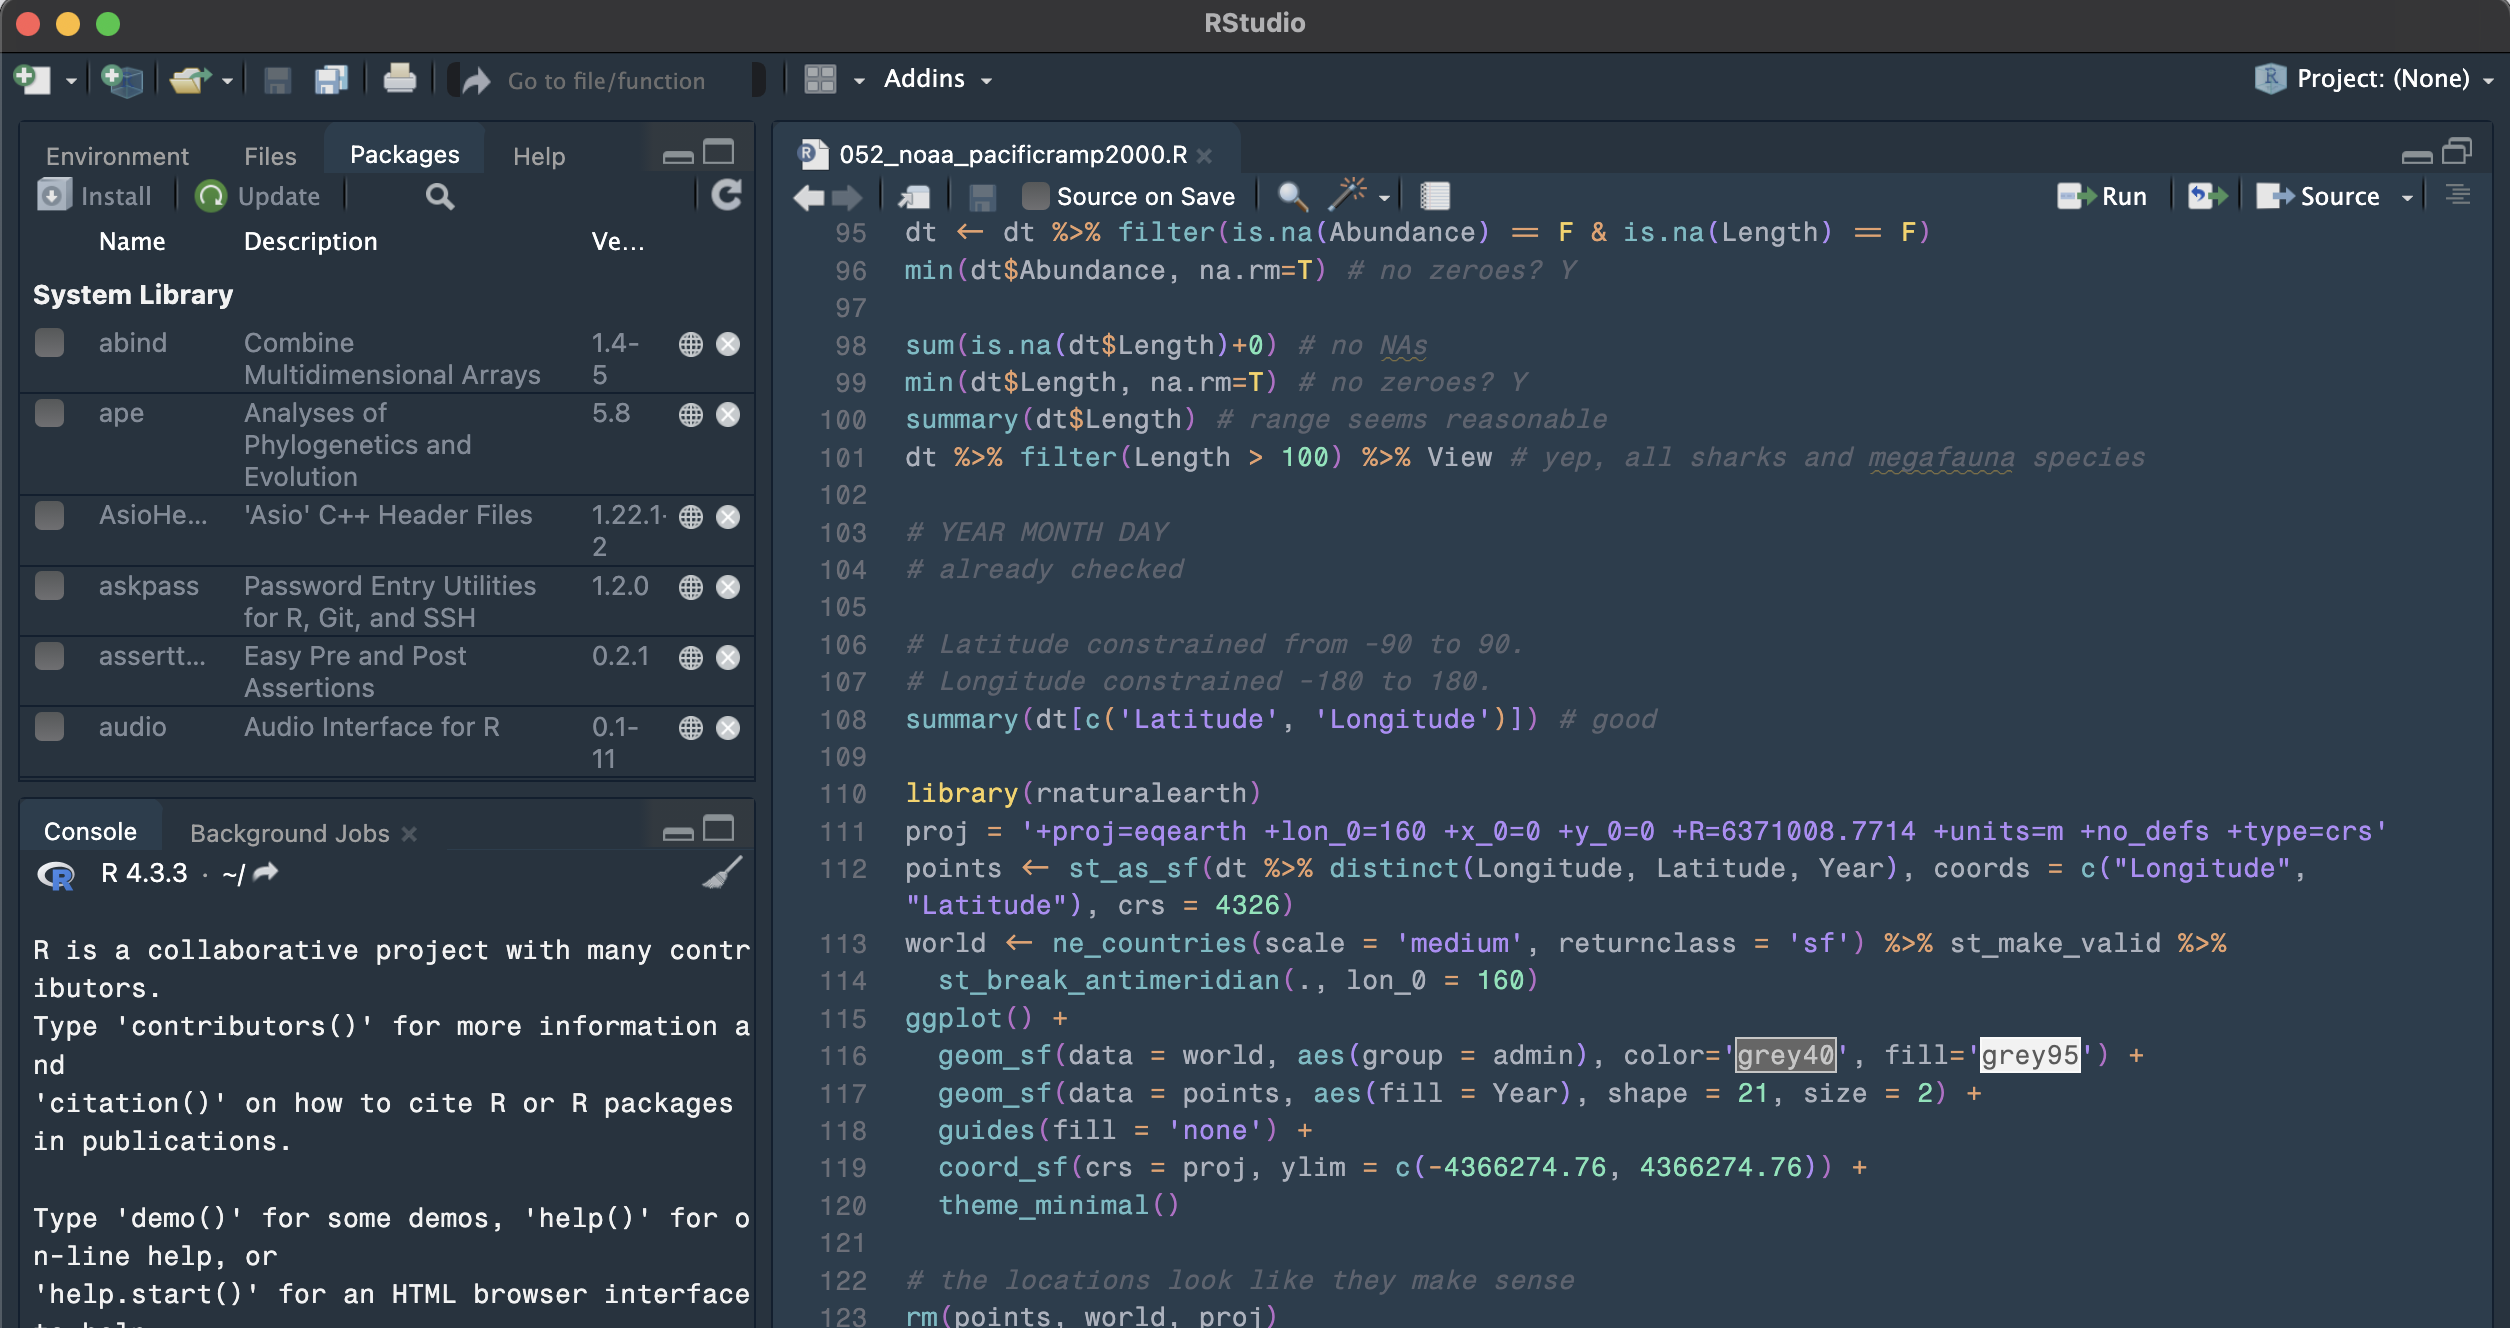 RStudio
Go to file/function
Addins
Project: (None)
Environment
Files
Packages
Help
Install
Update
Name Description Ve...
System Library
abind Combine Multidimensional Arrays 1.4-5
ape Analyses of Phylogenetics and Evolution 5.8
AsioHe... 'Asio' C++ Header Files 1.22.1-2
askpass Password Entry Utilities for R, Git, and SSH 1.2.0
assertt... Easy Pre and Post Assertions 0.2.1
audio Audio Interface for R 0.1-11
Console
Background Jobs
R 4.3.3 · ~/
R is a collaborative project with many contr
ibutors.
Type 'contributors()' for more information a
nd
'citation()' on how to cite R or R packages
in publications.
Type 'demo()' for some demos, 'help()' for o
n-line help, or
'help.start()' for an HTML browser interface
052_noaa_pacificramp2000.R
Source on Save
Run
Source
95 dt <- dt %>% filter(is.na(Abundance) == F & is.na(Length) == F)
96 min(dt$Abundance, na.rm=T) # no zeroes? Y
97
98 sum(is.na(dt$Length)+0) # no NAs
99 min(dt$Length, na.rm=T) # no zeroes? Y
100 summary(dt$Length) # range seems reasonable
101 dt %>% filter(Length > 100) %>% View # yep, all sharks and megafauna species
102
103 # YEAR MONTH DAY
104 # already checked
105
106 # Latitude constrained from -90 to 90.
107 # Longitude constrained -180 to 180.
108 summary(dt[c('Latitude', 'Longitude')]) # good
109
110 library(rnaturalearth)
111 proj = '+proj=eqearth +lon_0=160 +x_0=0 +y_0=0 +R=6371008.7714 +units=m +no_defs +type=crs'
112 points <- st_as_sf(dt %>% distinct(Longitude, Latitude, Year), coords = c("Longitude",
"Latitude"), crs = 4326)
113 world <- ne_countries(scale = 'medium', returnclass = 'sf') %>% st_make_valid %>%
114 st_break_antimeridian(., lon_0 = 160)
115 ggplot() +
116 geom_sf(data = world, aes(group = admin), color='grey40', fill='grey95') +
117 geom_sf(data = points, aes(fill = Year), shape = 21, size = 2) +
118 guides(fill = 'none') +
119 coord_sf(crs = proj, ylim = c(-4366274.76, 4366274.76)) +
120 theme_minimal()
121
122 # the locations look like they make sense
123 rm(points, world, proj)